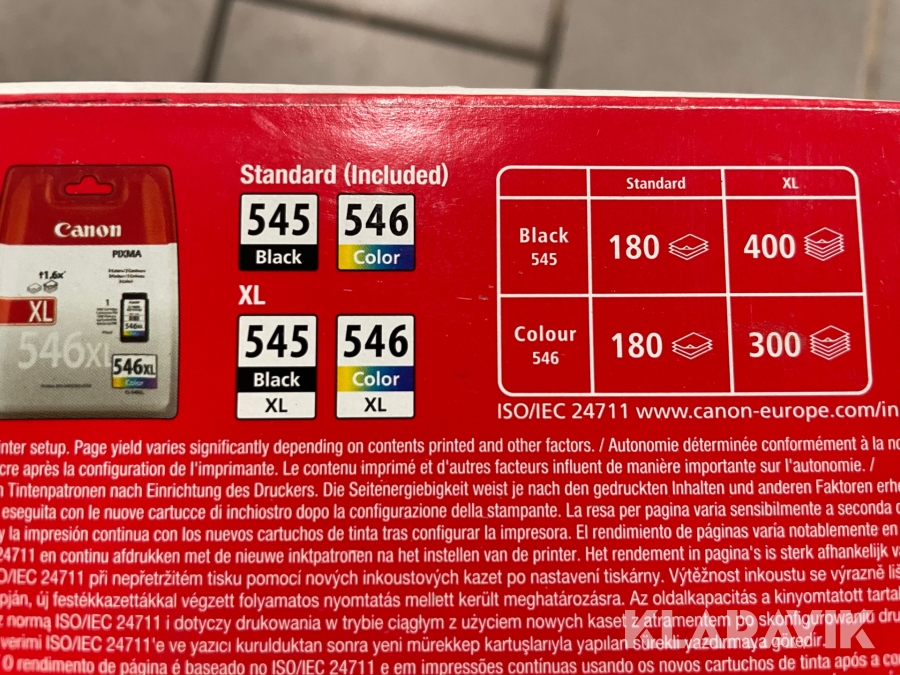 Standard (Included)
545
Black
546
Color
XL
545
Black
XL
546
Color
XL
Canon
PIXMA
↑1,6x
XL
546XL
546XL
546XL
Color
Standard XL
Black 545 180 400
Colour 546 180 300
ISO/IEC 24711 www.canon-europe.com/in
inter setup. Page yield varies significantly depending on contents printed and other factors. / Autonomie déterminée conformément à la no
cre après la configuration de l'imprimante. Le contenu imprimé et d'autres facteurs influent de manière importante sur l'autonomie. /
n Tintenpatronen nach Einrichtung des Druckers. Die Seitenergiebigkeit weist je nach den gedruckten Inhalten und anderen Faktoren erhe
eseguita con le nuove cartucce di inchiostro dopo la configurazione della stampante. La resa per pagina varia sensibilmente a seconda d
y la impresión continua con los nuevos cartuchos de tinta tras configurar la impresora. El rendimiento de páginas varía notablemente en
24711 en continu afdrukken met de nieuwe inktpatronen na het instellen van de printer. Het rendement in pagina's is sterk afhankelijk va
O/IEC 24711 při nepřetržitém tisku pomocí nových inkoustových kazet po nastavení tiskárny. Výtěžnost inkoustu se výrazně liš
pján, új festékkazettákkal végzett folyamatos nyomtatás mellett került meghatározásra. Az oldalkapacitás a kinyomtatott tartal
z normą ISO/IEC 24711 i dotyczy drukowania w trybie ciągłym z użyciem nowych kaset z atramentem po skonfigurowaniu dru
verimi ISO/IEC 24711'e ve yazıcı kurulduktan sonra yeni mürekkep kartuşlarıyla yapılan sürekli yazdırmaya göredir.
O rendimento de página é baseado no ISO/IEC 24711 e em impressões contínuas usando os novos cartuchos de tinta após a co
KLARAVIK